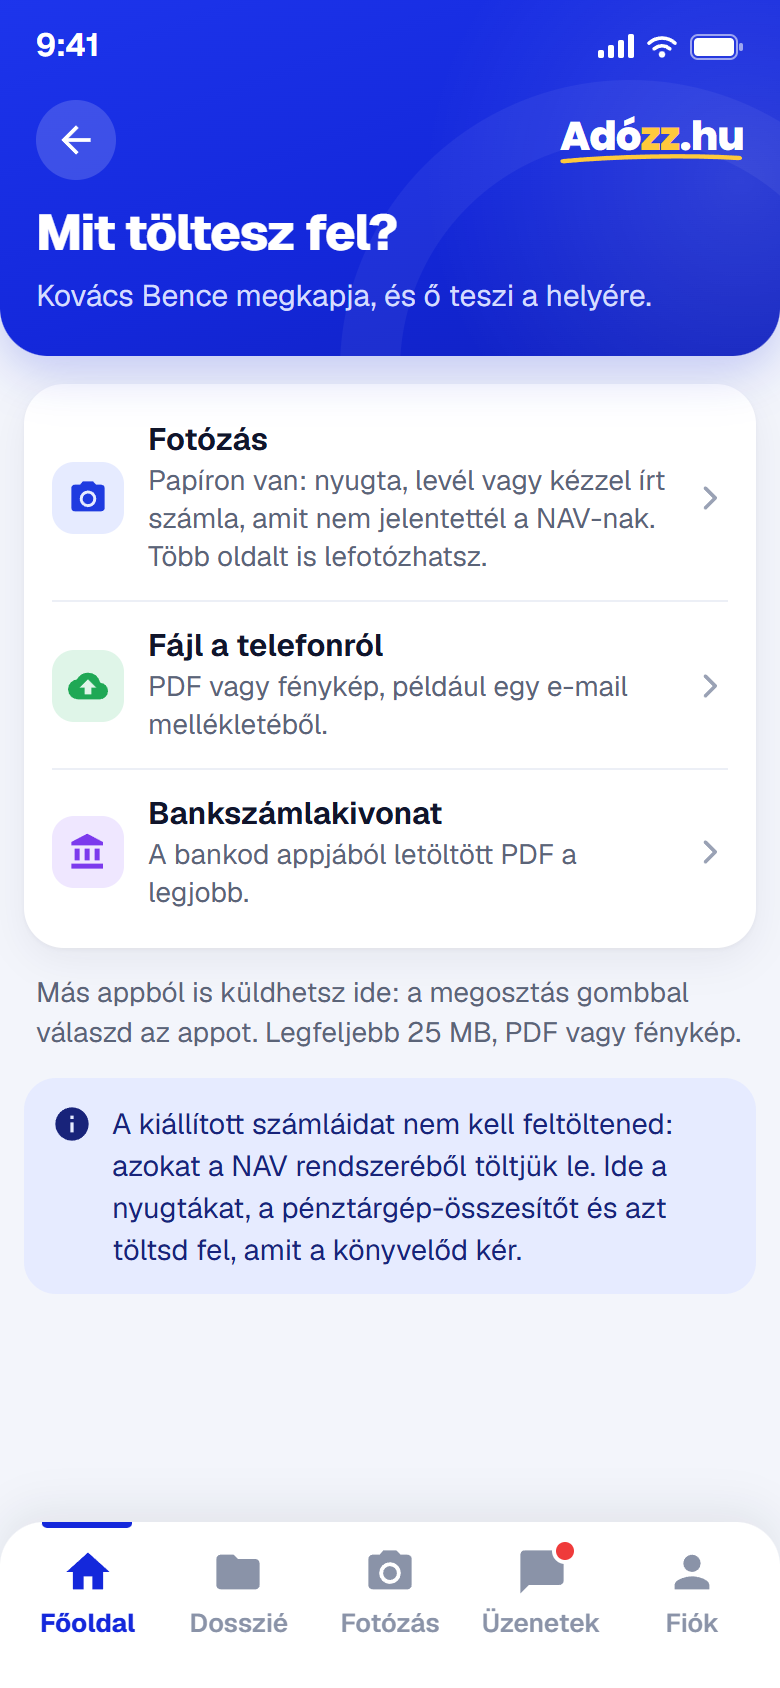 9:41
Adózz.hu
Mit töltesz fel?
Kovács Bence megkapja, és ő teszi a helyére.
Fotózás
Papíron van: nyugta, levél vagy kézzel írt
számla, amit nem jelentettél a NAV-nak.
Több oldalt is lefotózhatsz.
Fájl a telefonról
PDF vagy fénykép, például egy e-mail
mellékletéből.
Bankszámlakivonat
A bankod appjából letöltött PDF a
legjobb.
Más appból is küldhetsz ide: a megosztás gombbal
válaszd az appot. Legfeljebb 25 MB, PDF vagy fénykép.
A kiállított számláidat nem kell feltöltened:
azokat a NAV rendszeréből töltjük le. Ide a
nyugtákat, a pénztárgép-összesítőt és azt
töltsd fel, amit a könyvelőd kér.
Főoldal
Dosszié
Fotózás
Üzenetek
Fiók